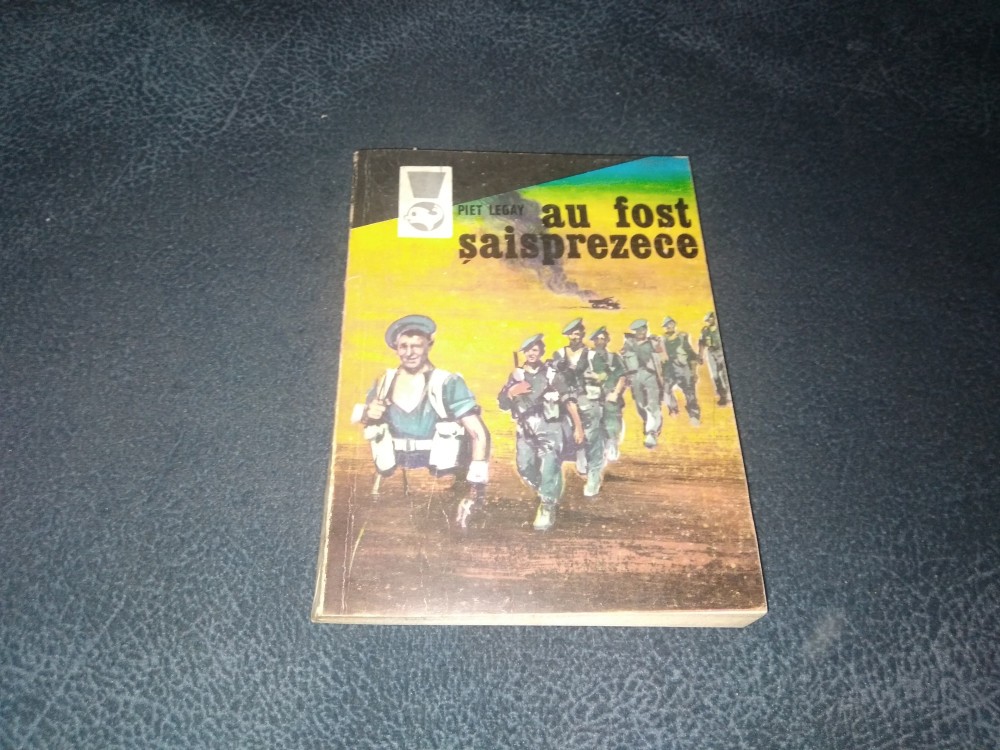 PIET LEGAY
au fost
șaisprezece